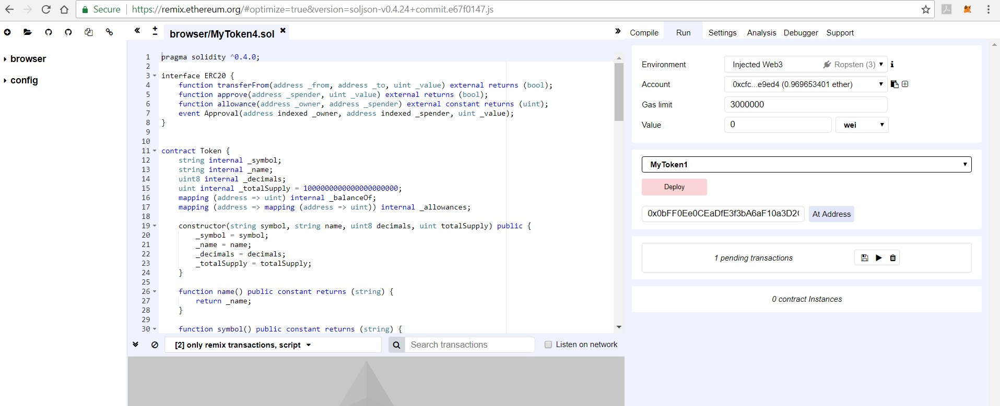 Secure https://remix.ethereum.org/#optimize=true&version=soljson-v0.4.24+commit.e67f0147.js
browser
config
browser/MyToken4.sol
1 pragma solidity ^0.4.0;
2
3 interface ERC20 {
4 function transferFrom(address _from, address _to, uint _value) external returns (bool);
5 function approve(address _spender, uint _value) external returns (bool);
6 function allowance(address _owner, address _spender) external constant returns (uint);
7 event Approval(address indexed _owner, address indexed _spender, uint _value);
8 }
9
10
11 contract Token {
12 string internal _symbol;
13 string internal _name;
14 uint8 internal _decimals;
15 uint internal _totalSupply = 1000000000000000000000;
16 mapping (address => uint) internal _balanceOf;
17 mapping (address => mapping (address => uint)) internal _allowances;
18
19 constructor(string symbol, string name, uint8 decimals, uint totalSupply) public {
20 _symbol = symbol;
21 _name = name;
22 _decimals = decimals;
23 _totalSupply = totalSupply;
24 }
25
26 function name() public constant returns (string) {
27 return _name;
28 }
29
30 function symbol() public constant returns (string) {
[2] only remix transactions, script
Search transactions
Listen on network
Compile Run Settings Analysis Debugger Support
Environment Injected Web3 Ropsten (3)
Account 0xcfc...e9ed4 (0.969653401 ether)
Gas limit 3000000
Value 0 wei
MyToken1
Deploy
0x0bFF0Ee0CEaDfE3f3bA6aF10a3D2 At Address
1 pending transactions
0 contract Instances